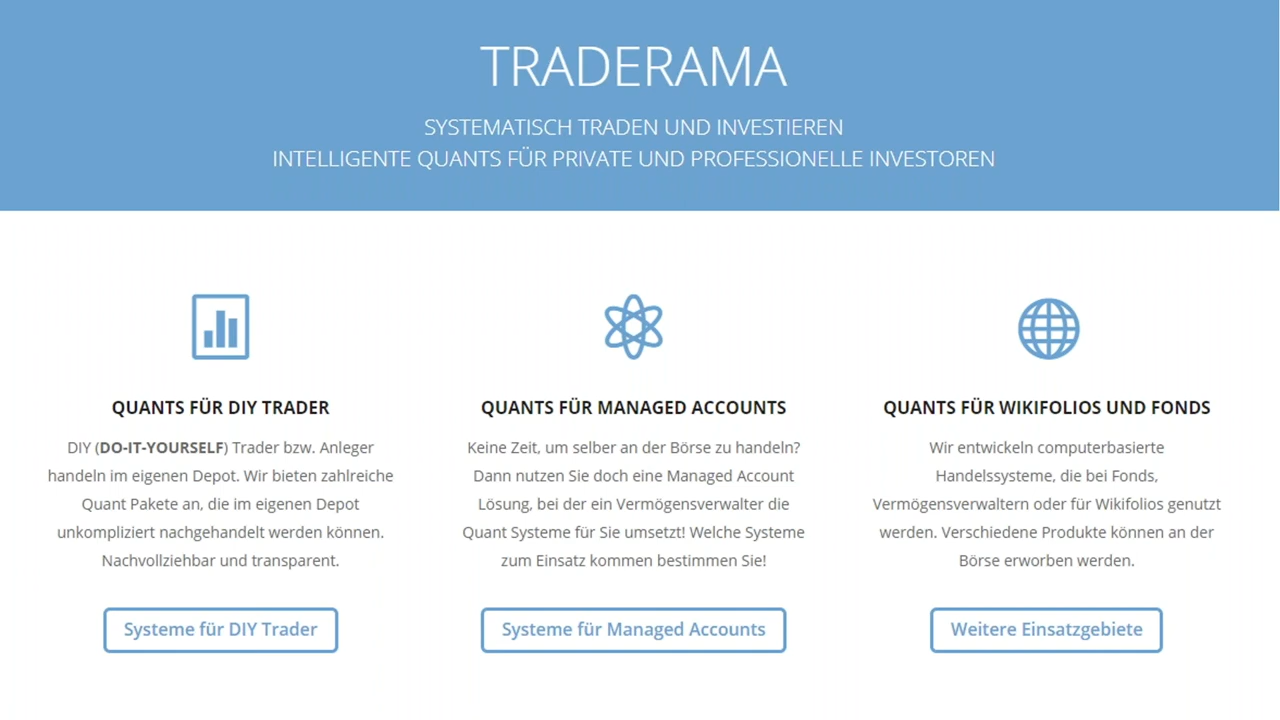 TRADERAMA
SYSTEMATISCH TRADEN UND INVESTIEREN
INTELLIGENTE QUANTS FÜR PRIVATE UND PROFESSIONELLE INVESTOREN
QUANTS FÜR DIY TRADER
DIY (DO-IT-YOURSELF) Trader bzw. Anleger
handeln im eigenen Depot. Wir bieten zahlreiche
Quant Pakete an, die im eigenen Depot
unkompliziert nachgehandelt werden können.
Nachvollziehbar und transparent.
Systeme für DIY Trader
QUANTS FÜR MANAGED ACCOUNTS
Keine Zeit, um selber an der Börse zu handeln?
Dann nutzen Sie doch eine Managed Account
Lösung, bei der ein Vermögensverwalter die
Quant Systeme für Sie umsetzt! Welche Systeme
zum Einsatz kommen bestimmen Sie!
Systeme für Managed Accounts
QUANTS FÜR WIKIFOLIOS UND FONDS
Wir entwickeln computerbasierte
Handelssysteme, die bei Fonds,
Vermögensverwaltern oder für Wikifolios genutzt
werden. Verschiedene Produkte können an der
Börse erworben werden.
Weitere Einsatzgebiete